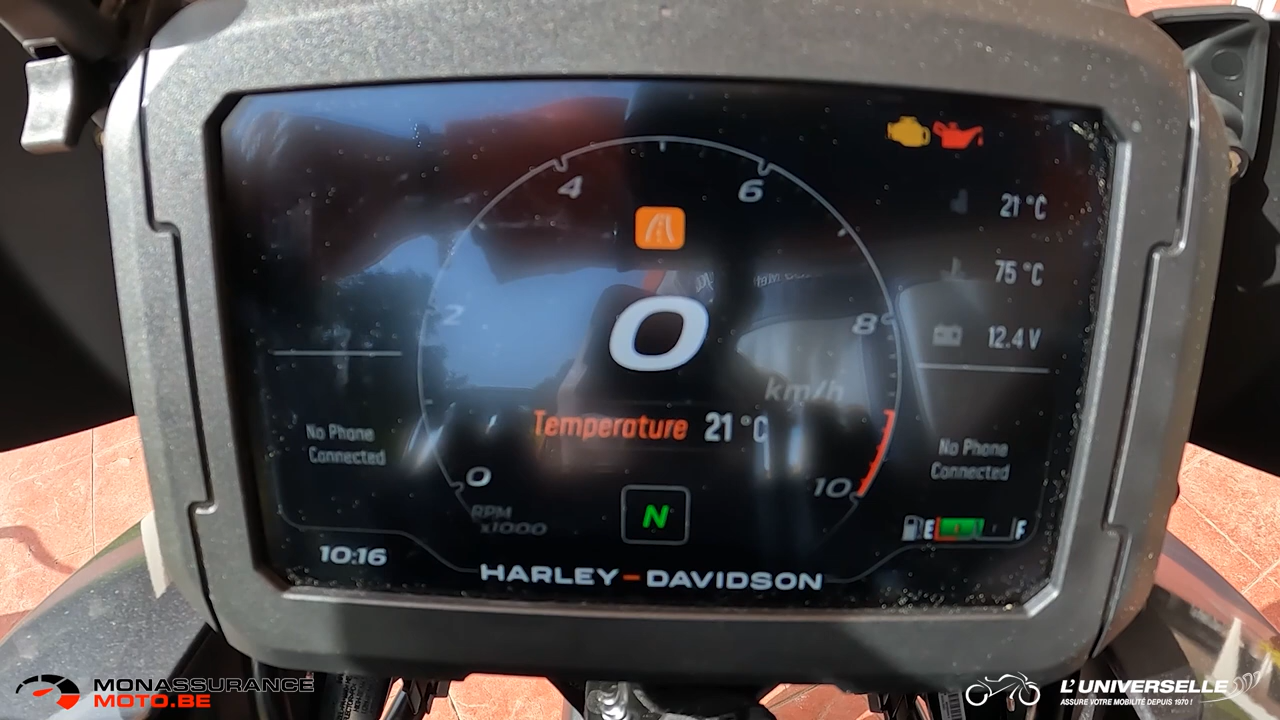 4
6
21 °C
75 °C
2
0
8
12.4 V
km/h
Temperature 21 °C
No Phone
Connected
No Phone
Connected
0
10
RPM
x1000
N
E F
10:16
HARLEY-DAVIDSON
MONASSURANCE
MOTO.BE
L'UNIVERSELLE
ASSURE VOTRE MOBILITÉ DEPUIS 1970 !